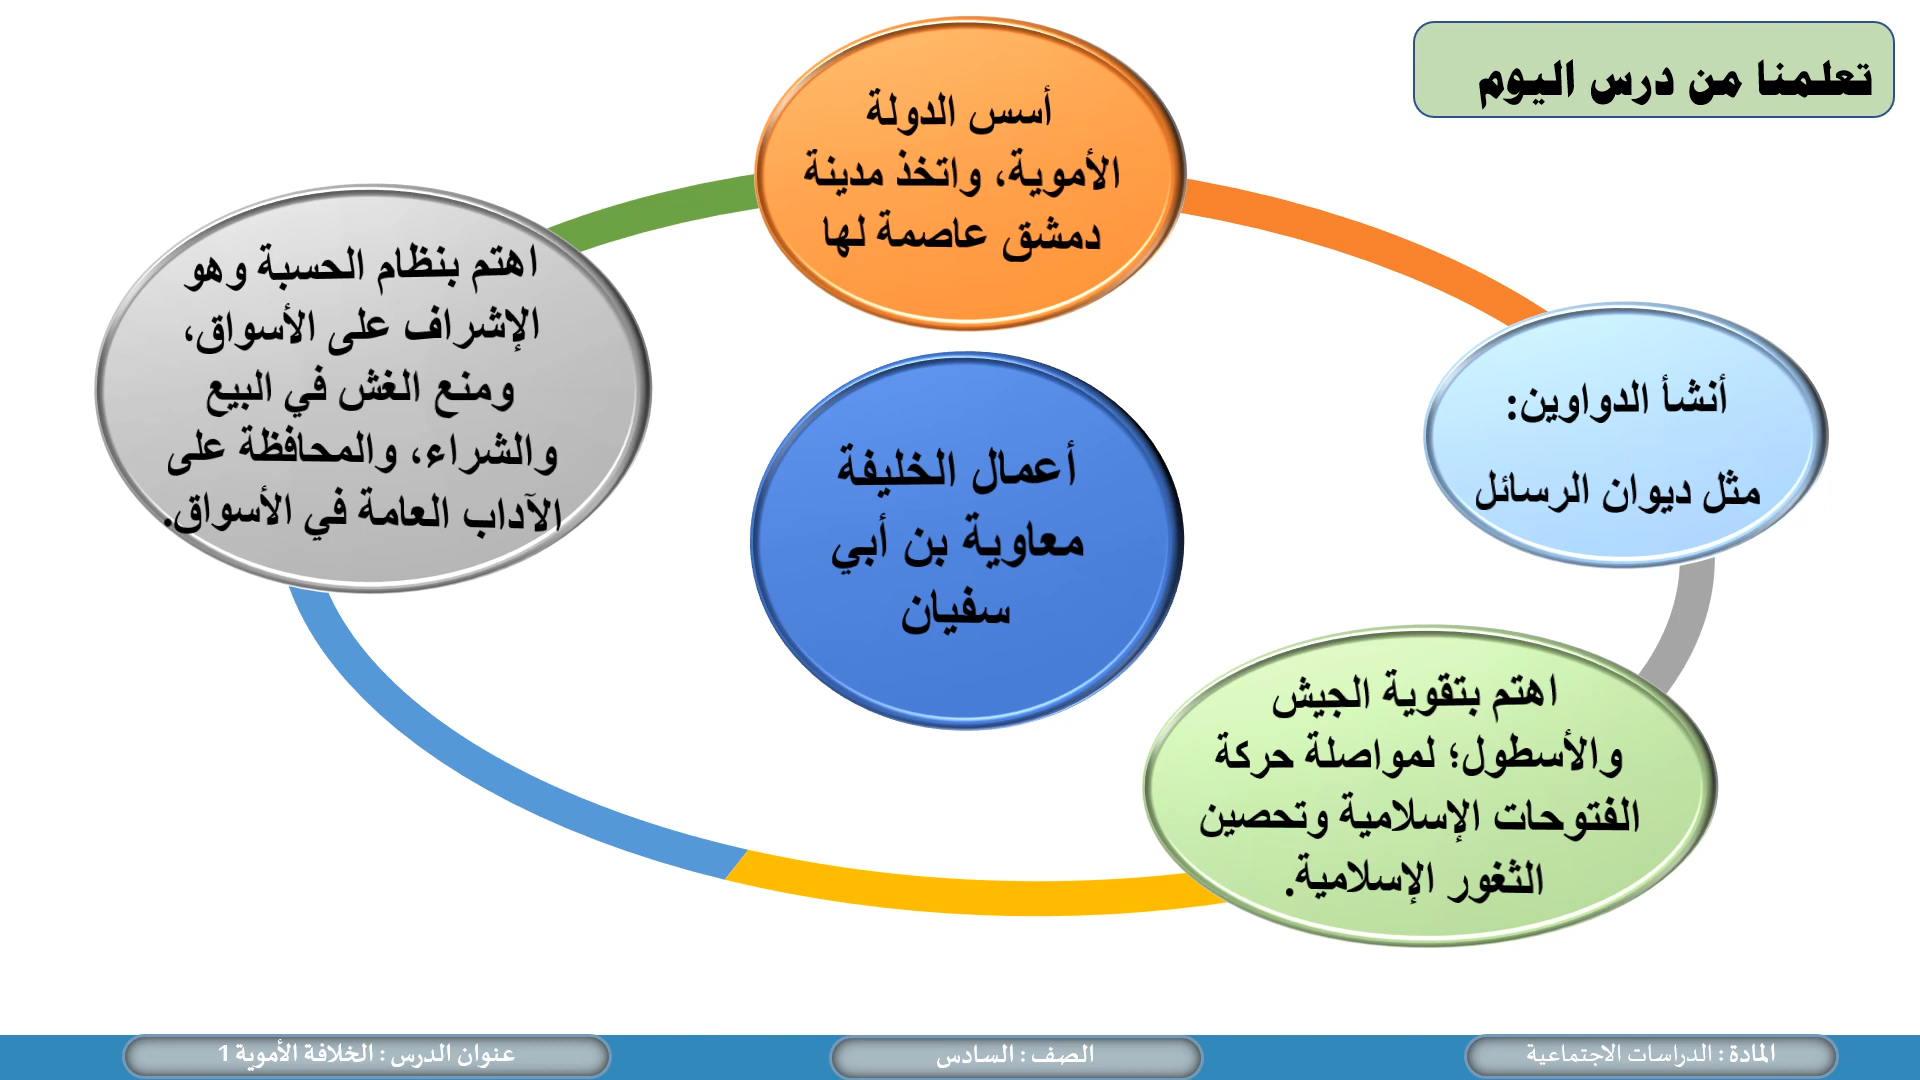 تعلمنا من درس اليوم
أسس الدولة
الأموية، واتخذ مدينة
دمشق عاصمة لها
أنشأ الدواوين:
مثل ديوان الرسائل
اهتم بتقوية الجيش
والأسطول؛ لمواصلة حركة
الفتوحات الإسلامية وتحصين
الثغور الإسلامية.
اهتم بنظام الحسبة وهو
الإشراف على الأسواق،
ومنع الغش في البيع
والشراء، والمحافظة على
الآداب العامة في الأسواق.
أعمال الخليفة
معاوية بن أبي
سفيان
المادة : الدراسات الاجتماعية
الصف : السادس
عنوان الدرس : الخلافة الأموية 1